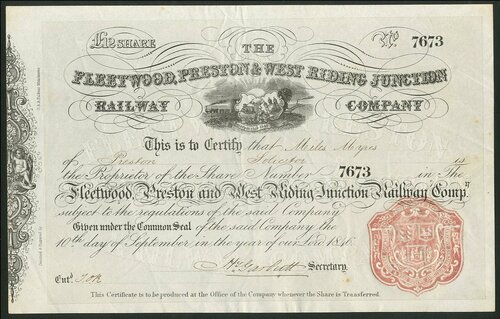 £12 SHARE
No 7673
THE
FLEETWOOD, PRESTON & WEST RIDING JUNCTION
RAILWAY COMPANY
This is to Certify that Miles Myres
of Preston Solicitor is
the Proprietor of the Share Number 7673 in The
Fleetwood, Preston and West Riding Junction Railway Compy
subject to the regulations of the said Company
Given under the Common Seal of the said Company, the
10th day of September in the year of our Lord 1846.
Secretary.
Entd.
This Certificate is to be produced at the Office of the Company whenever the Share is Transferred.